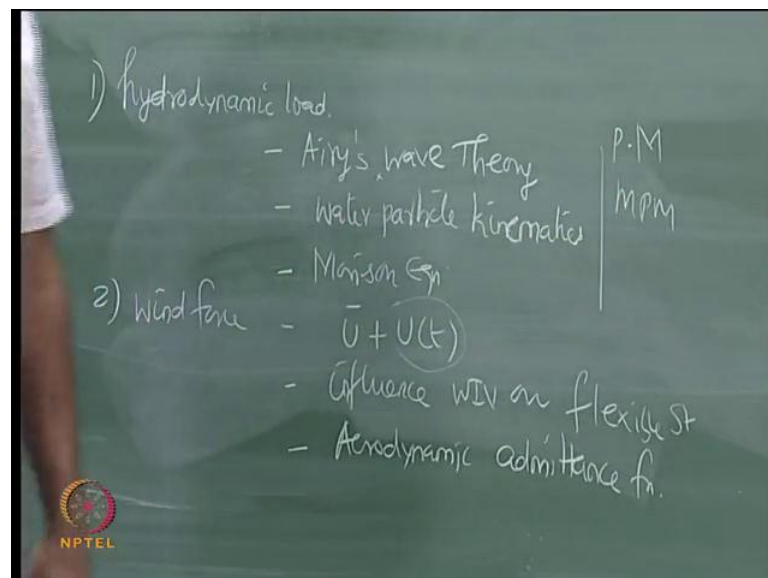 1) hydrodynamic load.
- Airy's wave Theory
- water particle kinematics
- Morison Eqn
P.M
MPM
2) Wind force - Ū + U(t)
- influence WIV on flexible St
- Aerodynamic admittance fn.
NPTEL